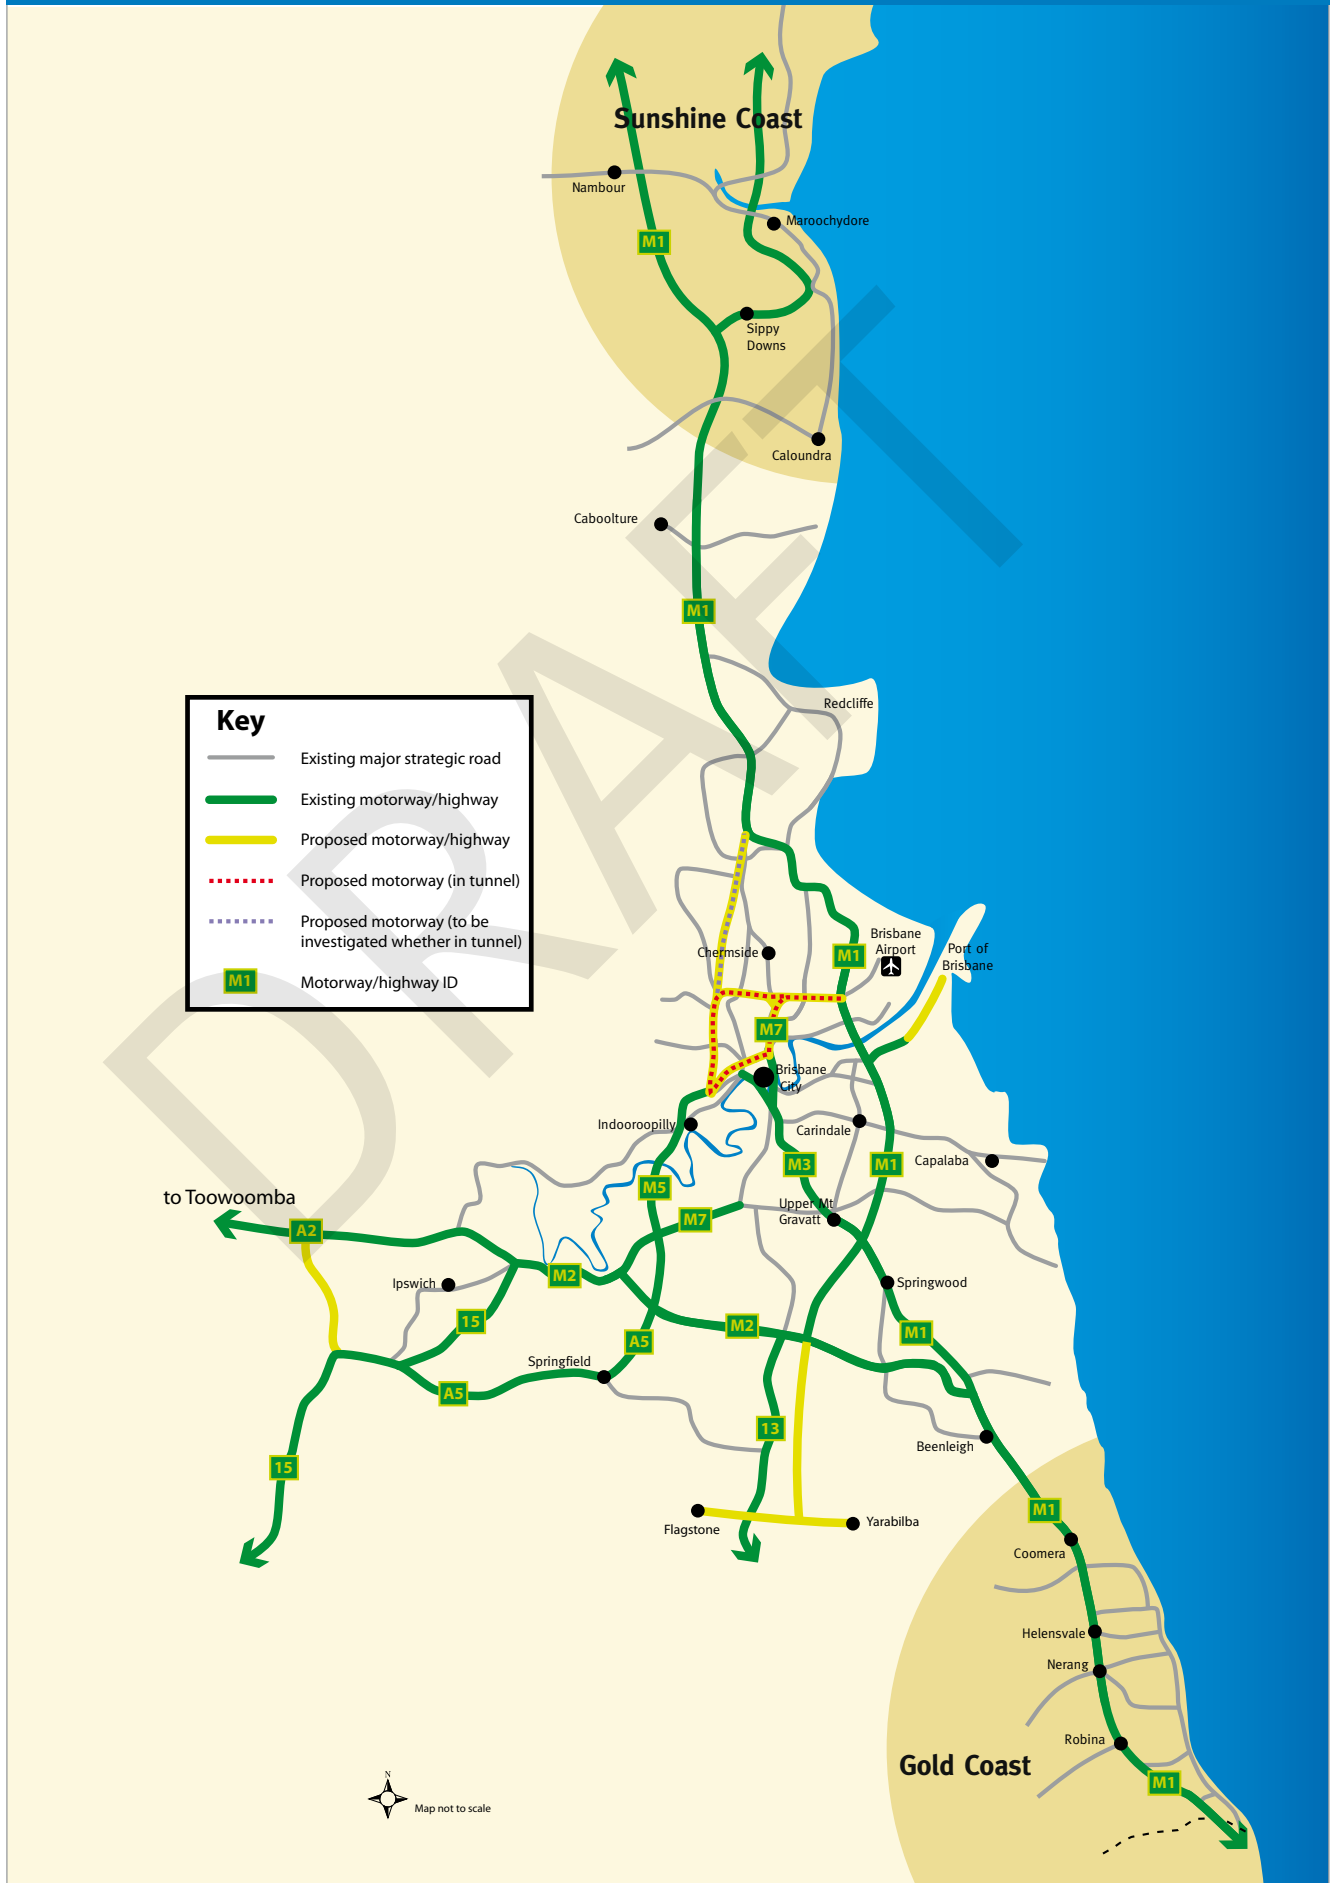 Sunshine Coast
Nambour
Maroochydore
M1
Sippy
Downs
Caloundra
Caboolture
M1
Redcliffe
Key
Existing major strategic road
Existing motorway/highway
Proposed motorway/highway
Proposed motorway (in tunnel)
Proposed motorway (to be
investigated whether in tunnel)
M1
Motorway/highway ID
DRAFT
Chermside
M1
Brisbane
Airport
Port of
Brisbane
M7
Brisbane
City
Indooroopilly
Carindale
M3
M1
Capalaba
to Toowoomba
M5
M7
Upper Mt
Gravatt
A2
M2
Ipswich
Springwood
15
M2
M1
A5
Springfield
A5
13
Beenleigh
15
M1
Flagstone
Yarabilba
Coomera
Helensvale
Nerang
Robina
Gold Coast
M1
N
Map not to scale